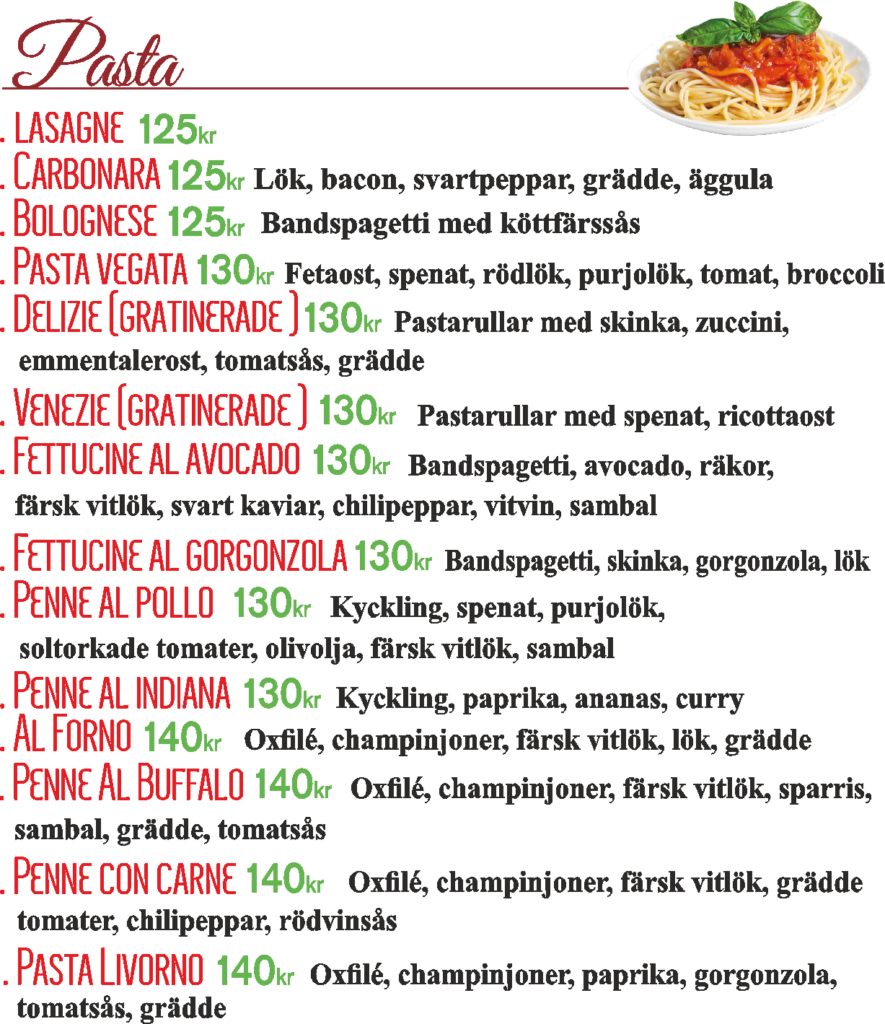 Pasta
. LASAGNE 125kr
. CARBONARA 125kr Lök, bacon, svartpeppar, grädde, äggula
. BOLOGNESE 125kr Bandspagetti med köttfärssås
. PASTA VEGATA 130kr Fetaost, spenat, rödlök, purjolök, tomat, broccoli
. DELIZIE (GRATINERADE ) 130kr Pastarullar med skinka, zuccini,
emmentalerost, tomatsås, grädde
. VENEZIE (GRATINERADE ) 130kr Pastarullar med spenat, ricottaost
. FETTUCINE AL AVOCADO 130kr Bandspagetti, avocado, räkor,
färsk vitlök, svart kaviar, chilipeppar, vitvin, sambal
. FETTUCINE AL GORGONZOLA 130kr Bandspagetti, skinka, gorgonzola, lök
. PENNE AL POLLO 130kr Kyckling, spenat, purjolök,
soltorkade tomater, olivolja, färsk vitlök, sambal
. PENNE AL INDIANA 130kr Kyckling, paprika, ananas, curry
. AL FORNO 140kr Oxfilé, champinjoner, färsk vitlök, lök, grädde
. PENNE AL BUFFALO 140kr Oxfilé, champinjoner, färsk vitlök, sparris,
sambal, grädde, tomatsås
. PENNE CON CARNE 140kr Oxfilé, champinjoner, färsk vitlök, grädde
tomater, chilipeppar, rödvinsås
. PASTA LIVORNO 140kr Oxfilé, champinjoner, paprika, gorgonzola,
tomatsås, grädde